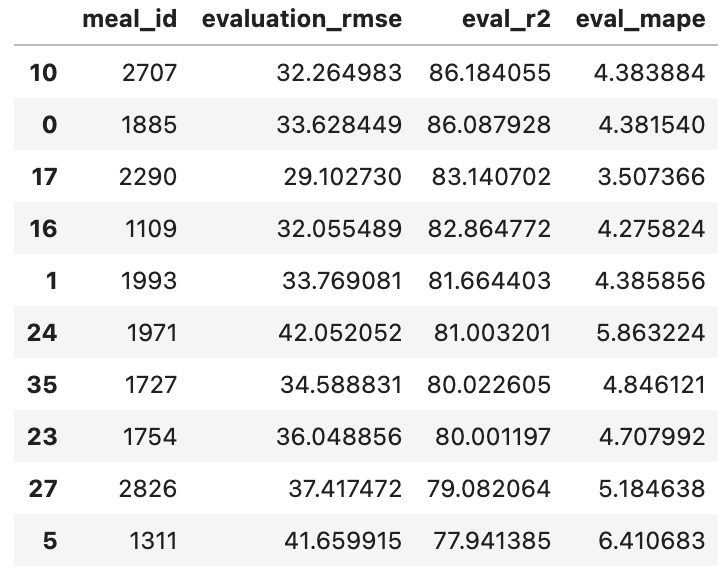 meal_id evaluation_rmse eval_r2 eval_mape
10 2707 32.264983 86.184055 4.383884
0 1885 33.628449 86.087928 4.381540
17 2290 29.102730 83.140702 3.507366
16 1109 32.055489 82.864772 4.275824
1 1993 33.769081 81.664403 4.385856
24 1971 42.052052 81.003201 5.863224
35 1727 34.588831 80.022605 4.846121
23 1754 36.048856 80.001197 4.707992
27 2826 37.417472 79.082064 5.184638
5 1311 41.659915 77.941385 6.410683